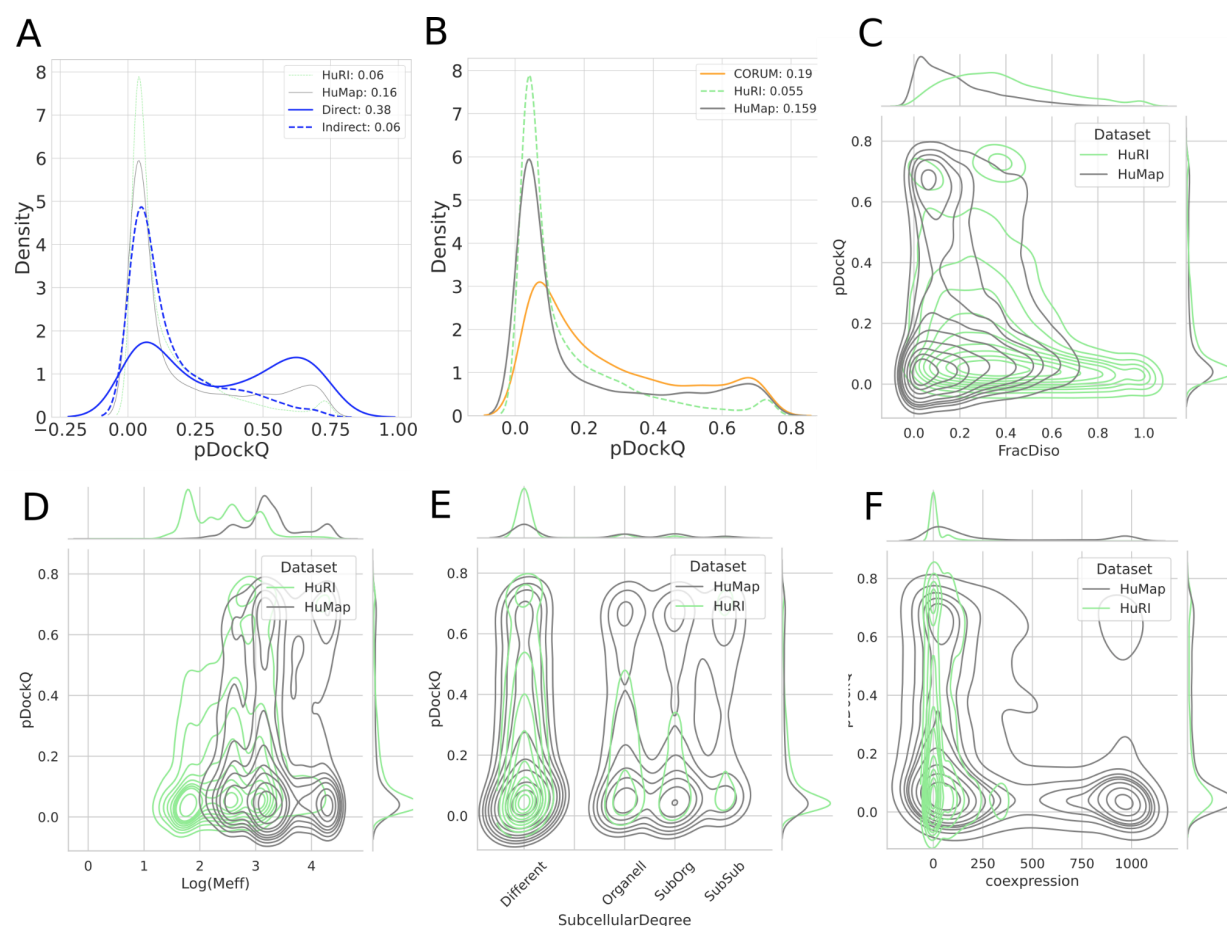 A
8
7
6
5
4
3
2
1
0
Density
−0.25
0.00
0.25
0.50
0.75
1.00
pDockQ
HuRI: 0.06
HuMap: 0.16
Direct: 0.38
Indirect: 0.06
B
8
7
6
5
4
3
2
1
0
Density
0.0
0.2
0.4
0.6
0.8
pDockQ
CORUM: 0.19
HuRI: 0.055
HuMap: 0.159
C
Dataset
HuRI
HuMap
0.8
0.6
0.4
0.2
0.0
pDockQ
0.0
0.2
0.4
0.6
0.8
1.0
FracDiso
D
Dataset
HuRI
HuMap
0.8
0.6
0.4
0.2
0.0
pDockQ
0
1
2
3
4
Log(Meff)
E
Dataset
HuMap
HuRI
0.8
0.6
0.4
0.2
0.0
pDockQ
Different
Organell
SubOrg
SubSub
SubcellularDegree
F
Dataset
HuMap
HuRI
0.8
0.6
0.4
0.2
0.0
0
250
500
750
1000
coexpression